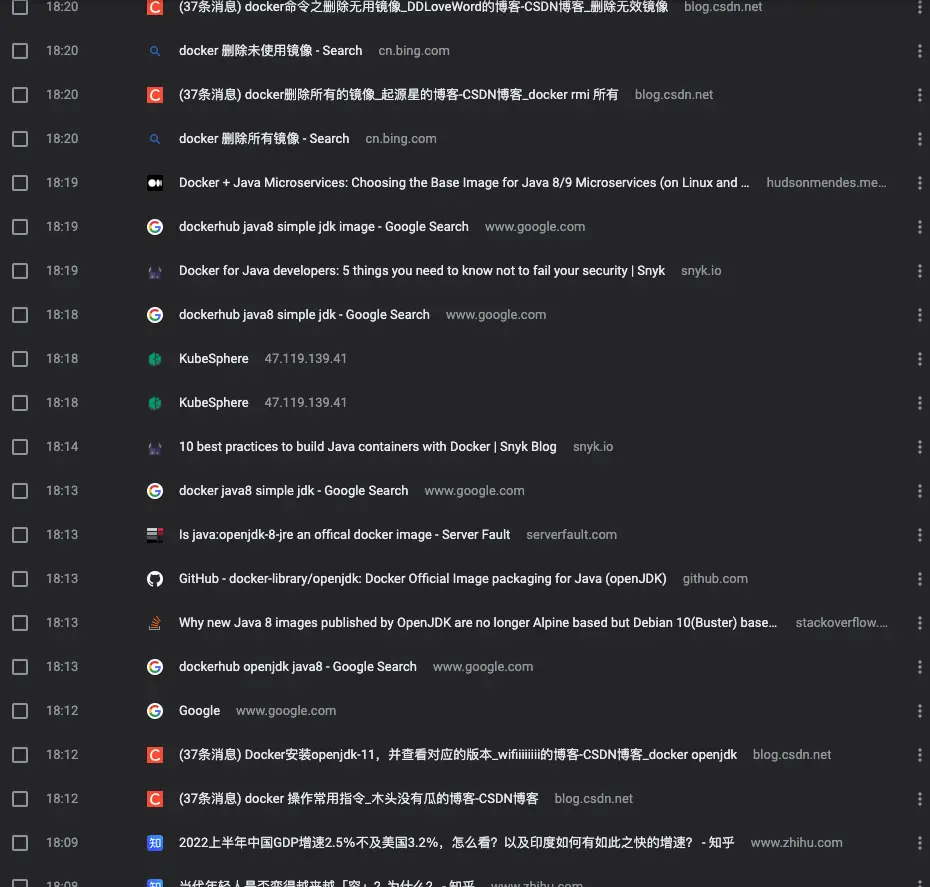 18:20 (37条消息) docker命令之删除无用镜像_DDLoveWord的博客-CSDN博客_删除无效镜像 blog.csdn.net
18:20 docker 删除未使用镜像 - Search cn.bing.com
18:20 (37条消息) docker删除所有的镜像_起源星的博客-CSDN博客_docker rmi 所有 blog.csdn.net
18:20 docker 删除所有镜像 - Search cn.bing.com
18:19 Docker + Java Microservices: Choosing the Base Image for Java 8/9 Microservices (on Linux and ... hudsonmendes.me...
18:19 dockerhub java8 simple jdk image - Google Search www.google.com
18:19 Docker for Java developers: 5 things you need to know not to fail your security | Snyk snyk.io
18:18 dockerhub java8 simple jdk - Google Search www.google.com
18:18 KubeSphere 47.119.139.41
18:18 KubeSphere 47.119.139.41
18:14 10 best practices to build Java containers with Docker | Snyk Blog snyk.io
18:13 docker java8 simple jdk - Google Search www.google.com
18:13 Is java:openjdk-8-jre an offical docker image - Server Fault serverfault.com
18:13 GitHub - docker-library/openjdk: Docker Official Image packaging for Java (openJDK) github.com
18:13 Why new Java 8 images published by OpenJDK are no longer Alpine based but Debian 10(Buster) base... stackoverflow....
18:13 dockerhub openjdk java8 - Google Search www.google.com
18:12 Google www.google.com
18:12 (37条消息) Docker安装openjdk-11，并查看对应的版本_wifiiiiiiii的博客-CSDN博客_docker openjdk blog.csdn.net
18:12 (37条消息) docker 操作常用指令_木头没有瓜的博客-CSDN博客 blog.csdn.net
18:09 知 2022上半年中国GDP增速2.5%不及美国3.2%，怎么看？以及印度如何有如此之快的增速？ - 知乎 www.zhihu.com
18:08 知 当代年轻人是否变得越来越「穷」？为什么？ - 知乎 www.zhihu.com